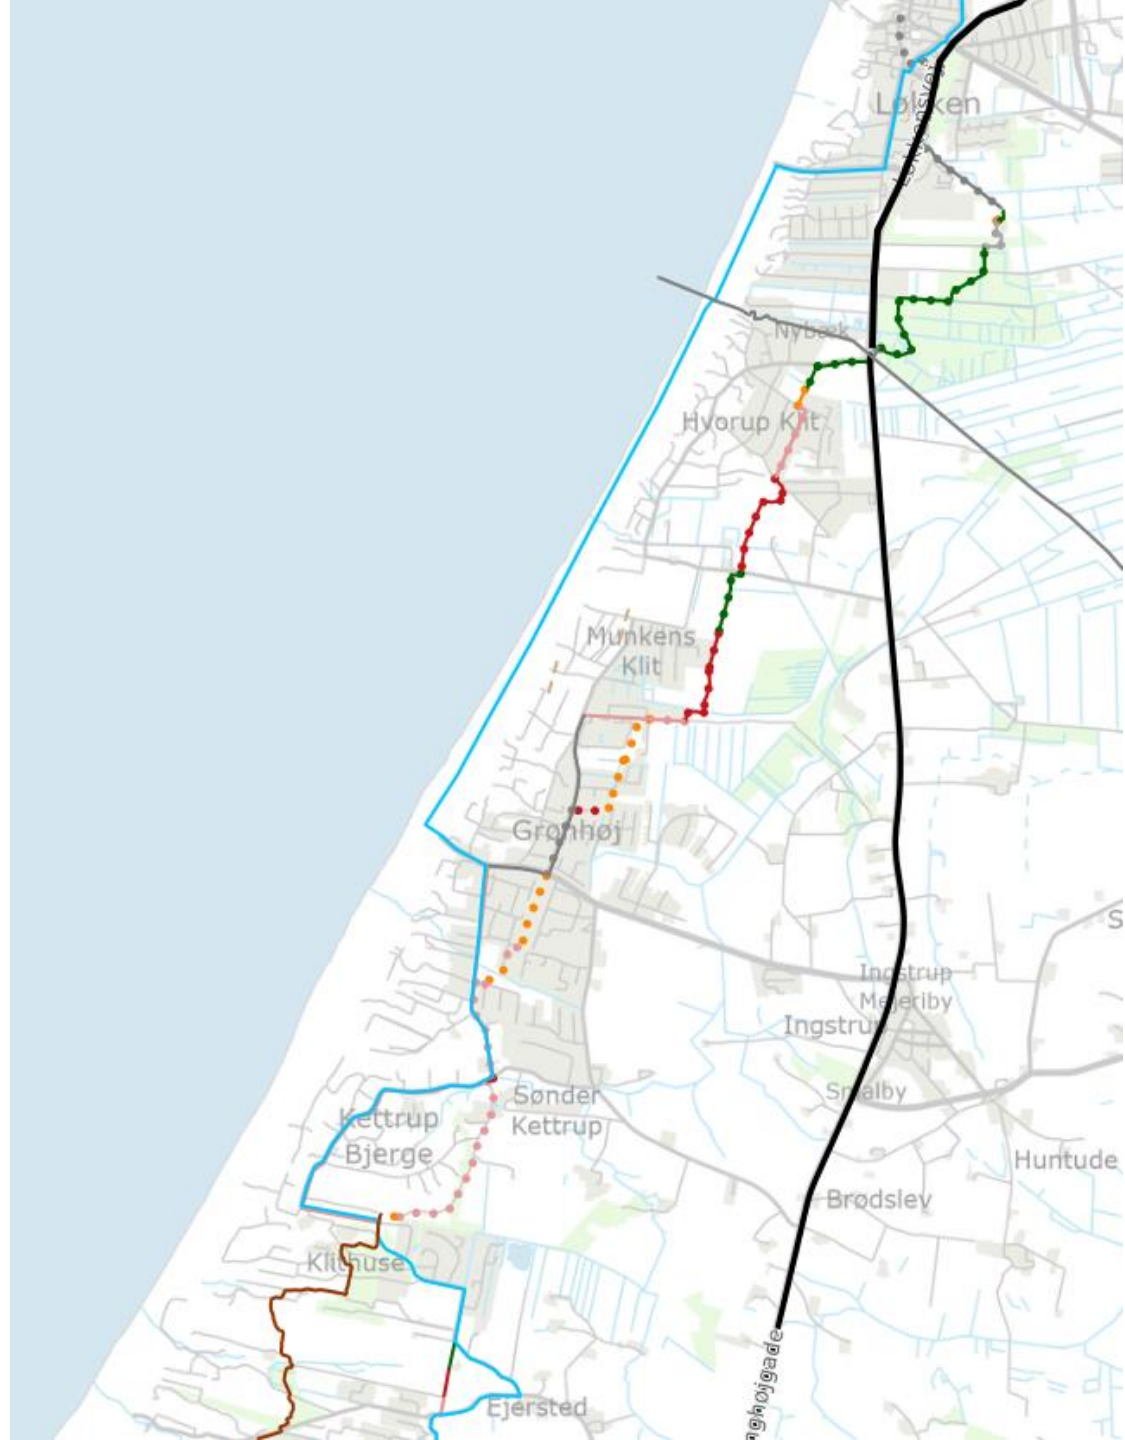 Løkken
Løkkensvej
Nybæk
Hvorup Klit
Munkens
Klit
Grønhøj
S
Ingstrup
Mejeriby
Ingstrup
Smalby
Sønder
Kettrup
Kettrup
Bjerge
Huntude
Brødslev
Klithuse
nghøjgade
Ejersted